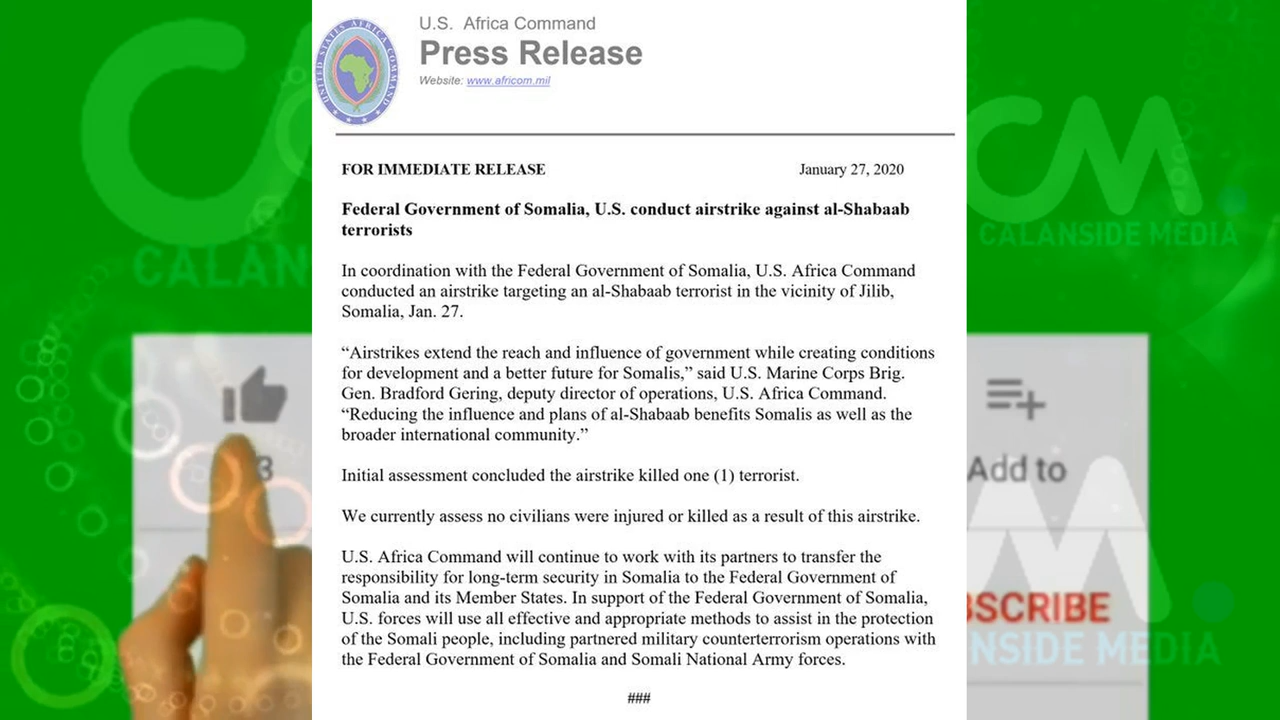 U.S. Africa Command
Press Release
Website: www.africom.mil
UNITED STATES AFRICA COMMAND
FOR IMMEDIATE RELEASE January 27, 2020
Federal Government of Somalia, U.S. conduct airstrike against al-Shabaab
terrorists
In coordination with the Federal Government of Somalia, U.S. Africa Command
conducted an airstrike targeting an al-Shabaab terrorist in the vicinity of Jilib,
Somalia, Jan. 27.
“Airstrikes extend the reach and influence of government while creating conditions
for development and a better future for Somalis,” said U.S. Marine Corps Brig.
Gen. Bradford Gering, deputy director of operations, U.S. Africa Command.
“Reducing the influence and plans of al-Shabaab benefits Somalis as well as the
broader international community.”
Initial assessment concluded the airstrike killed one (1) terrorist.
We currently assess no civilians were injured or killed as a result of this airstrike.
U.S. Africa Command will continue to work with its partners to transfer the
responsibility for long-term security in Somalia to the Federal Government of
Somalia and its Member States. In support of the Federal Government of Somalia,
U.S. forces will use all effective and appropriate methods to assist in the protection
of the Somali people, including partnered military counterterrorism operations with
the Federal Government of Somalia and Somali National Army forces.
###
CALAN
3
CM
CALANSIDE MEDIA
Add to
BSCRIBE
NSIDE MEDIA